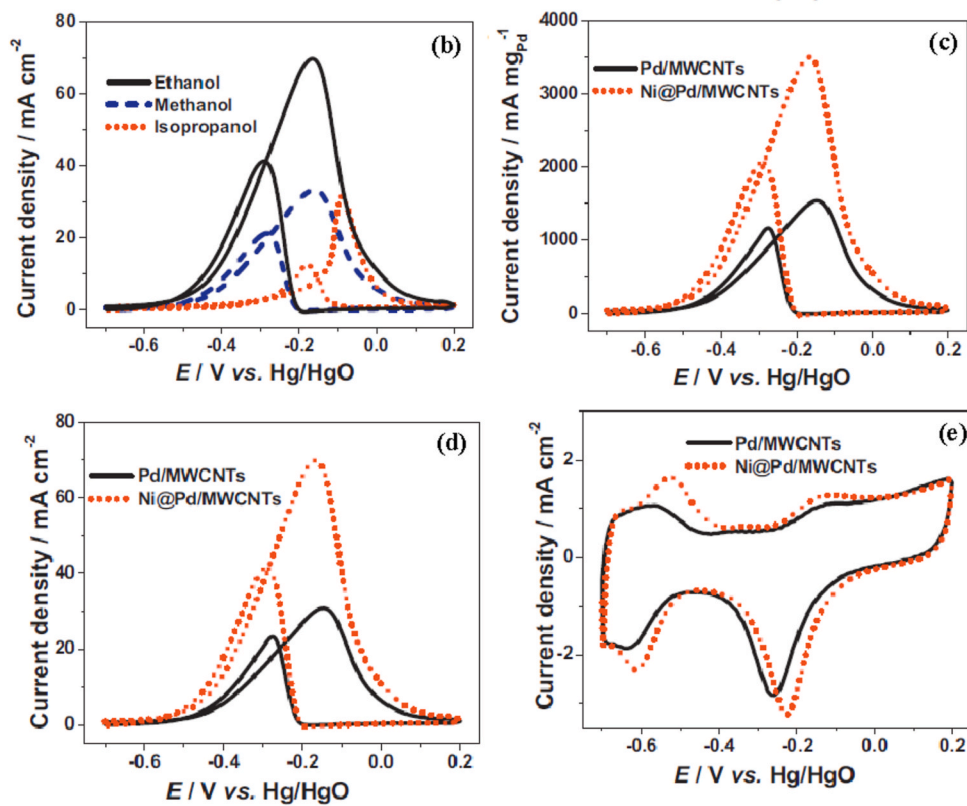 (b)
80
60
40
20
0
Current density / mA cm⁻²
Ethanol
Methanol
Isopropanol
-0.6 -0.4 -0.2 0.0 0.2
E / V vs. Hg/HgO
(c)
4000
3000
2000
1000
0
Current density / mA mg_Pd⁻¹
Pd/MWCNTs
Ni@Pd/MWCNTs
-0.6 -0.4 -0.2 0.0 0.2
E / V vs. Hg/HgO
(d)
80
60
40
20
0
Current density / mA cm⁻²
Pd/MWCNTs
Ni@Pd/MWCNTs
-0.6 -0.4 -0.2 0.0 0.2
E / V vs. Hg/HgO
(e)
2
0
-2
Current density / mA cm⁻²
Pd/MWCNTs
Ni@Pd/MWCNTs
-0.6 -0.4 -0.2 0.0 0.2
E / V vs. Hg/HgO